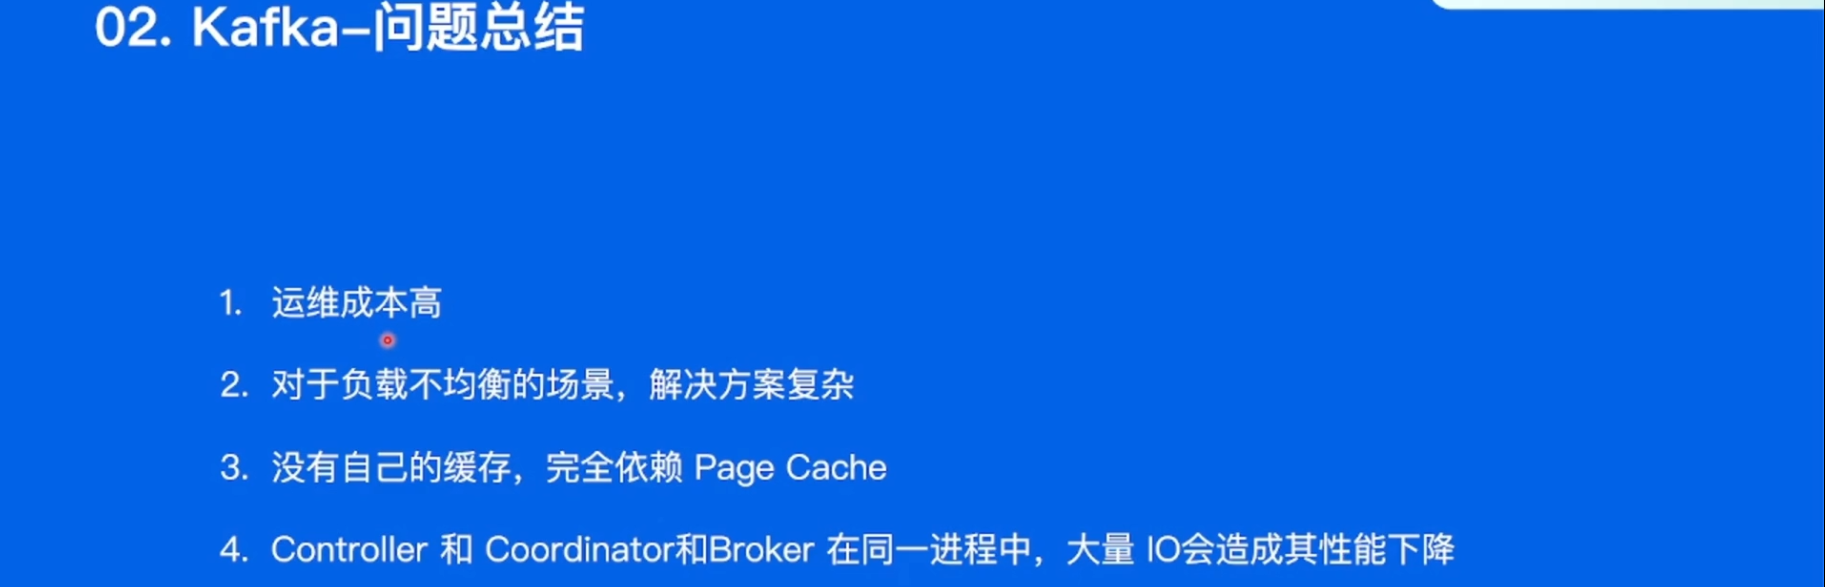 02. Kafka-问题总结
1. 运维成本高
2. 对于负载不均衡的场景，解决方案复杂
3. 没有自己的缓存，完全依赖 Page Cache
4. Controller 和 Coordinator和Broker 在同一进程中，大量 IO会造成其性能下降